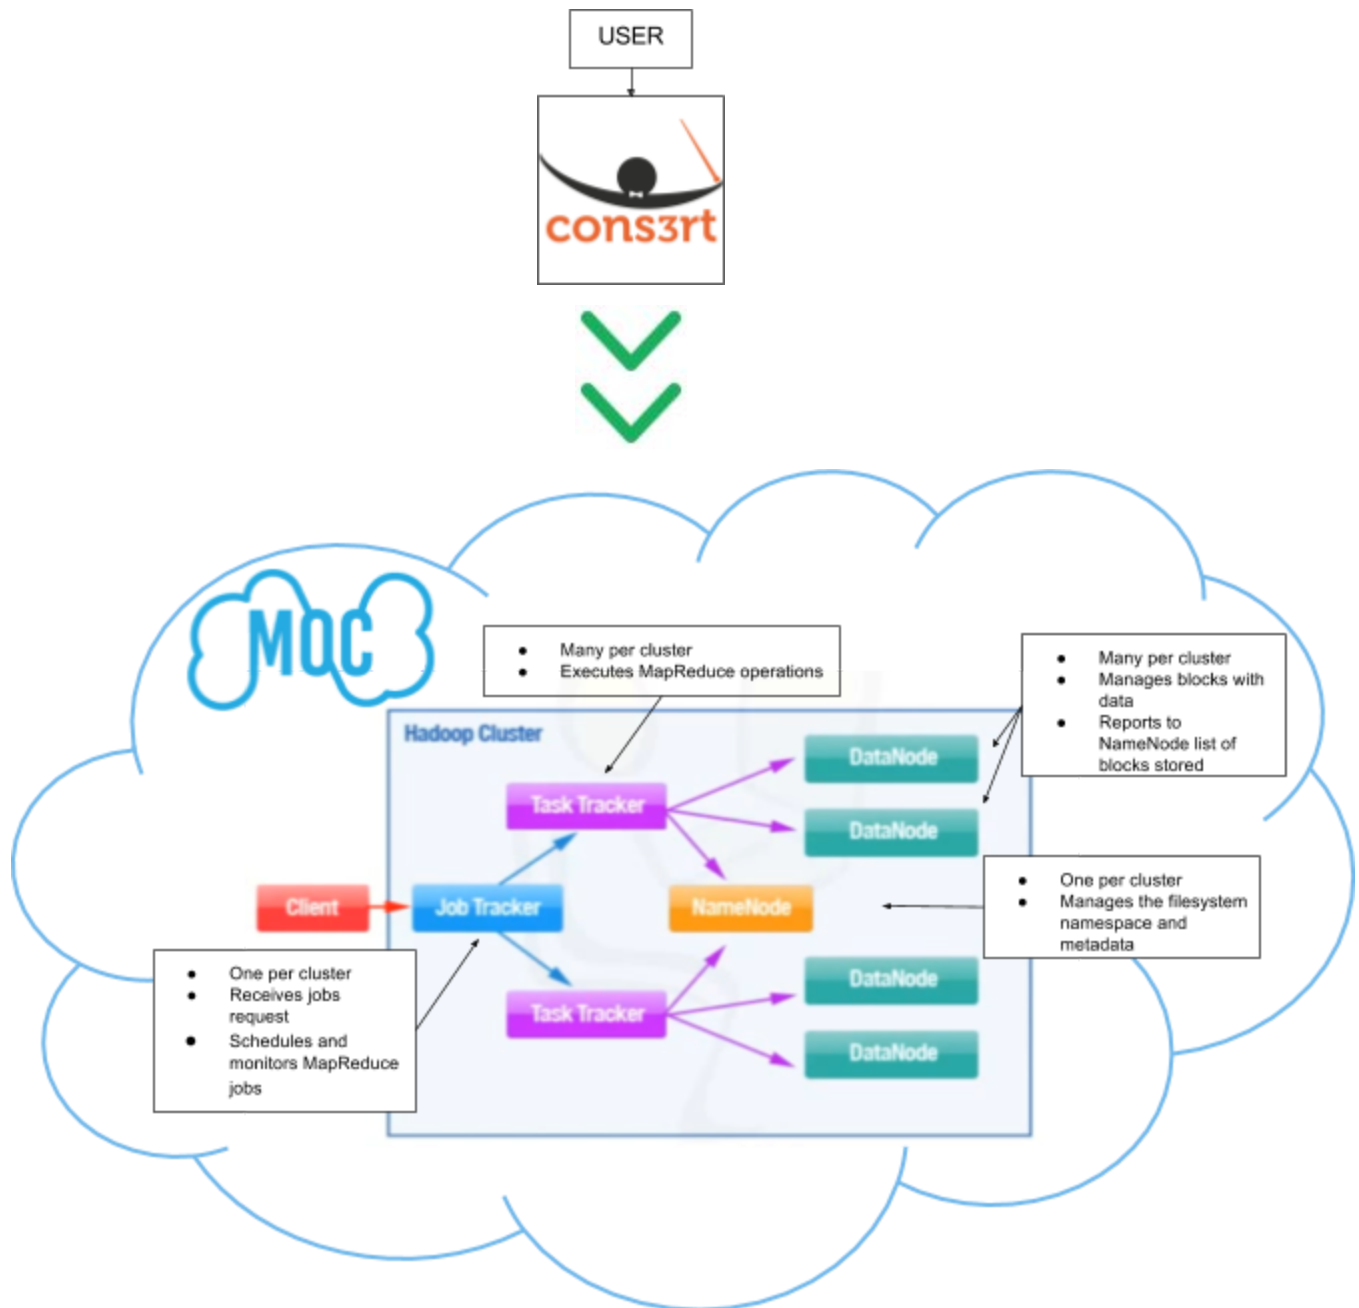 USER
cons3rt
MOC
Many per cluster
Executes MapReduce operations
Many per cluster
Manages blocks with
data
Reports to
NameNode list of
blocks stored
Hadoop Cluster
DataNode
Task Tracker
DataNode
Client
Job Tracker
NameNode
One per cluster
Manages the filesystem
namespace and
metadata
One per cluster
Receives jobs
request
Schedules and
monitors MapReduce
jobs
DataNode
Task Tracker
DataNode